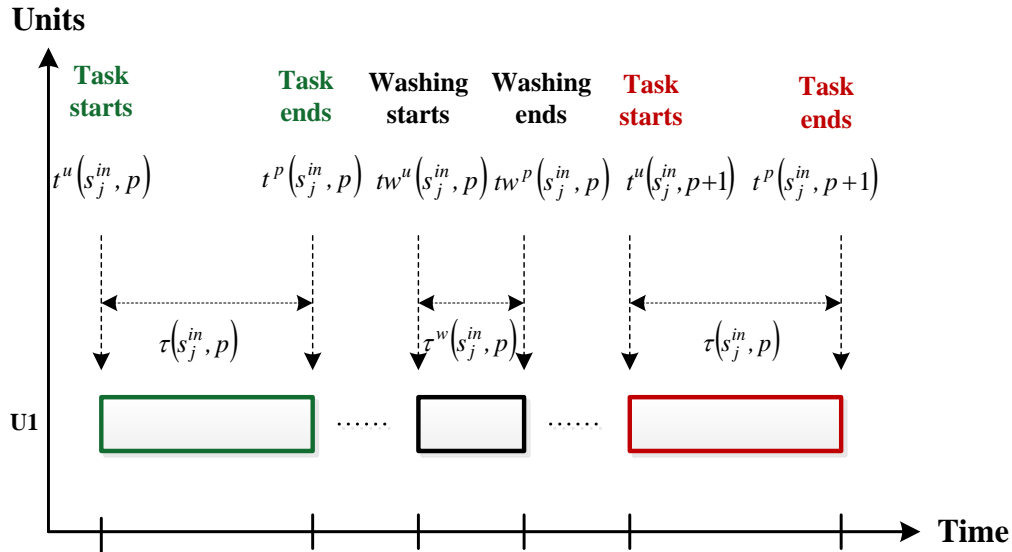 Units
Task starts
Task ends
Washing starts
Washing ends
Task starts
Task ends
t^u(s_j^{in}, p)
t^p(s_j^{in}, p)
tw^u(s_j^{in}, p)
tw^p(s_j^{in}, p)
t^u(s_j^{in}, p+1)
t^p(s_j^{in}, p+1)
τ(s_j^{in}, p)
τ^w(s_j^{in}, p)
τ(s_j^{in}, p)
U1
......
......
Time